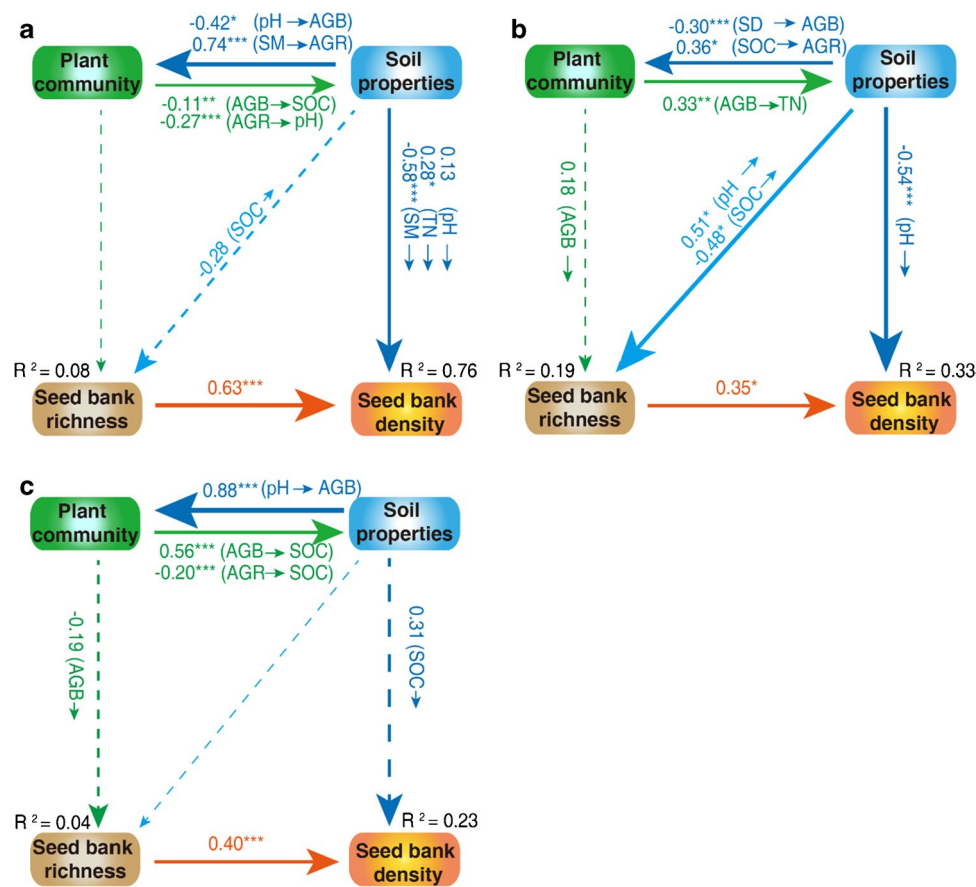 a
-0.42* (pH → AGB)
0.74*** (SM → AGR)
Plant
community
Soil
properties
-0.11** (AGB → SOC)
-0.27*** (AGR → pH)
-0.28 (SOC →
0.13 (pH →
0.28* (TN →
-0.58*** (SM →
R² = 0.08
Seed bank
richness
0.63***
R² = 0.76
Seed bank
density
b
-0.30*** (SD → AGB)
0.36* (SOC → AGR)
Plant
community
Soil
properties
0.33** (AGB → TN)
0.18 (AGB →
0.51* (pH →
-0.48* (SOC →
-0.54*** (pH →
R² = 0.19
Seed bank
richness
0.35*
R² = 0.33
Seed bank
density
c
0.88*** (pH → AGB)
Plant
community
Soil
properties
0.56*** (AGB → SOC)
-0.20*** (AGR → SOC)
-0.19 (AGB →
0.31 (SOC →
R² = 0.04
Seed bank
richness
0.40***
R² = 0.23
Seed bank
density